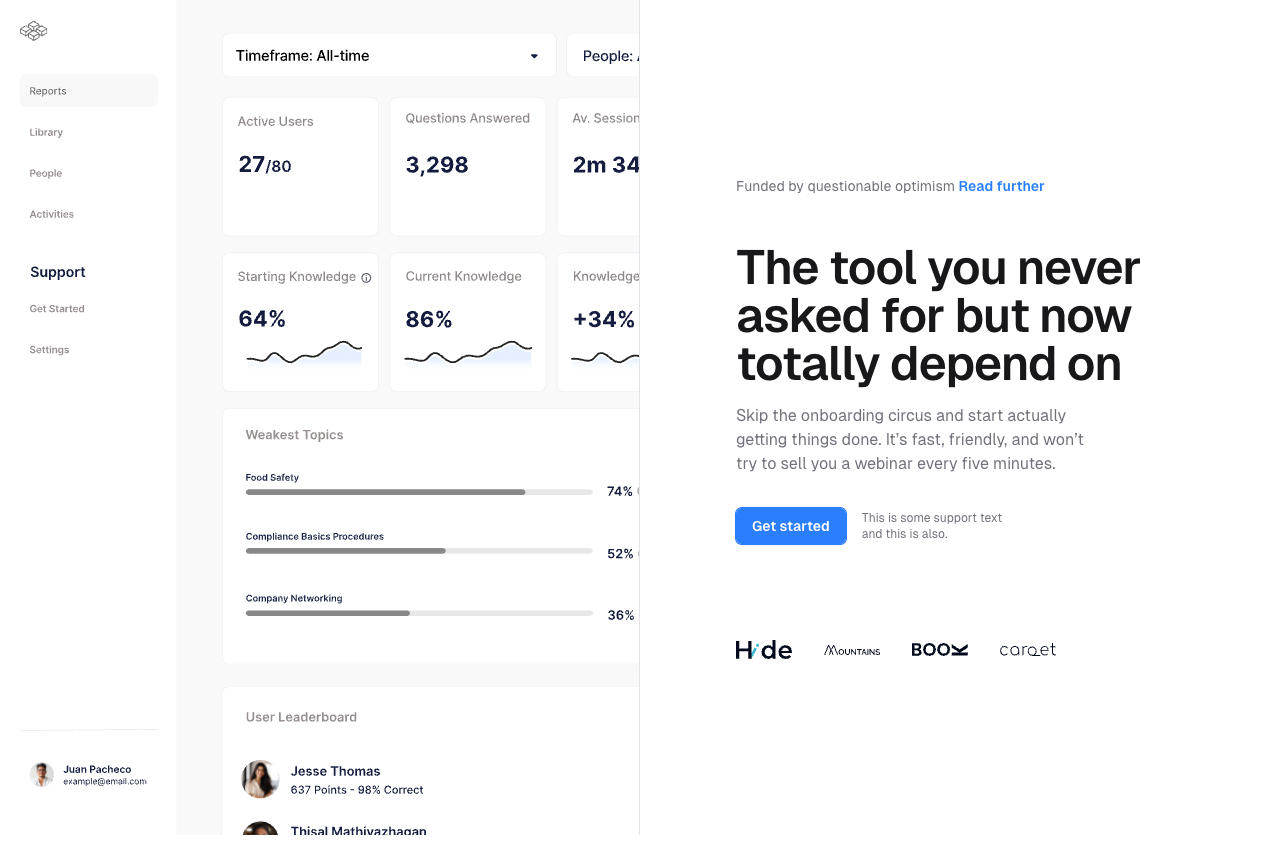 Reports
Library
People
Activities
Support
Get Started
Settings
Juan Pacheco
example@email.com
Timeframe: All-time
People:
Active Users
27/80
Questions Answered
3,298
Av. Session
2m 34
Starting Knowledge
64%
Current Knowledge
86%
Knowledge
+34%
Weakest Topics
Food Safety
74%
Compliance Basics Procedures
52%
Company Networking
36%
User Leaderboard
Jesse Thomas
637 Points - 98% Correct
Thisal Mathiyazhagan
Funded by questionable optimism Read further
The tool you never
asked for but now
totally depend on
Skip the onboarding circus and start actually
getting things done. It’s fast, friendly, and won’t
try to sell you a webinar every five minutes.
Get started
This is some support text
and this is also.
Hide
MOUNTAINS
BOOK
carqet